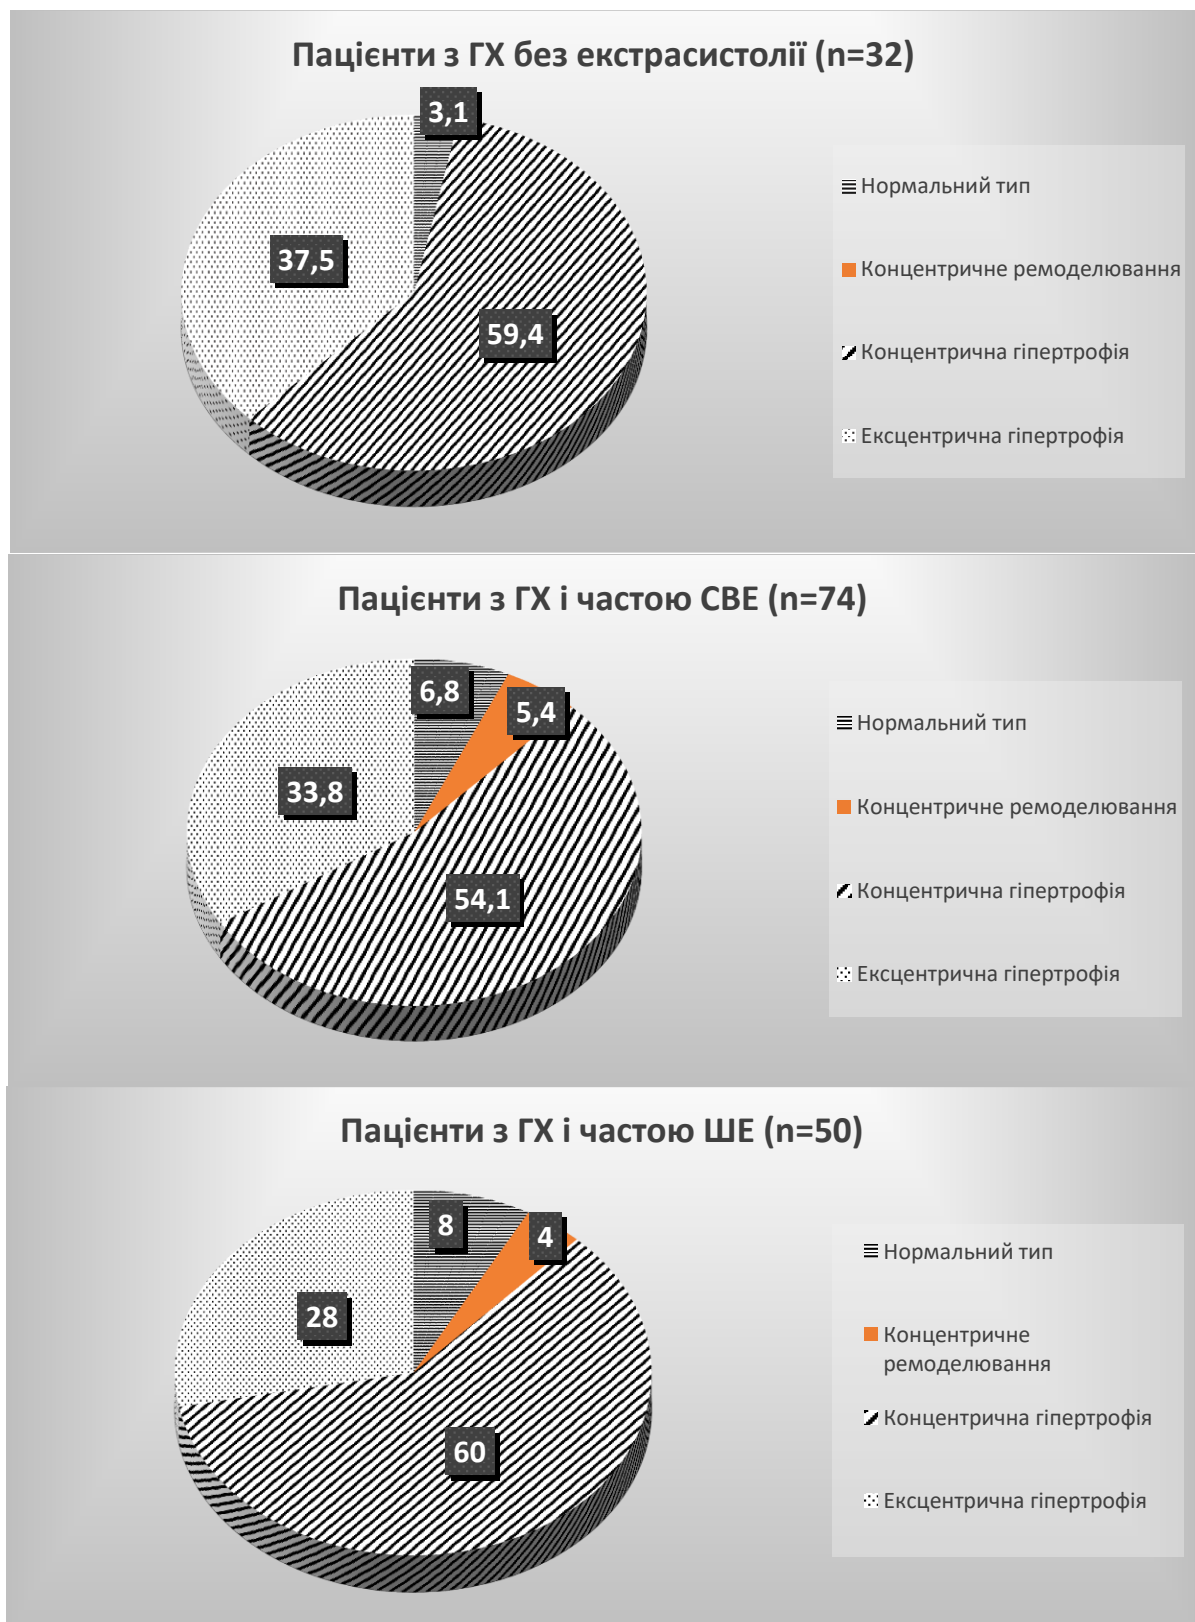 Пацієнти з ГХ без екстрасистолії (n=32)
3,1
37,5
59,4
Нормальний тип
Концентричне ремоделювання
Концентрична гіпертрофія
Ексцентрична гіпертрофія
Пацієнти з ГХ і частою СВЕ (n=74)
6,8
5,4
33,8
54,1
Нормальний тип
Концентричне ремоделювання
Концентрична гіпертрофія
Ексцентрична гіпертрофія
Пацієнти з ГХ і частою ШЕ (n=50)
8
4
28
60
Нормальний тип
Концентричне
ремоделювання
Концентрична гіпертрофія
Ексцентрична гіпертрофія